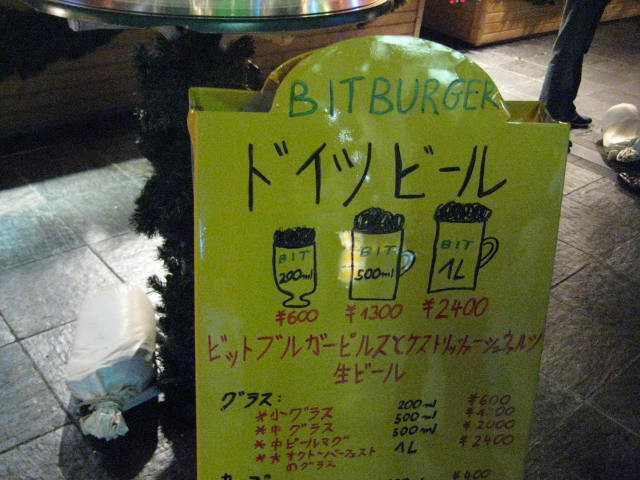 BITBURGER
ドイツビール
BIT BIT BIT
200ml 500ml 1L
¥600 ¥1300 ¥2400
ビットブルガーピルスとケストリッツァーシュヴァルツ
生ビール
グラス:
*小グラス 200ml ¥600
*中グラス 500ml
*中ビールマグ 500ml ¥2000
**オクトーバーフェスト 1L ¥2400
のグラス
¥400